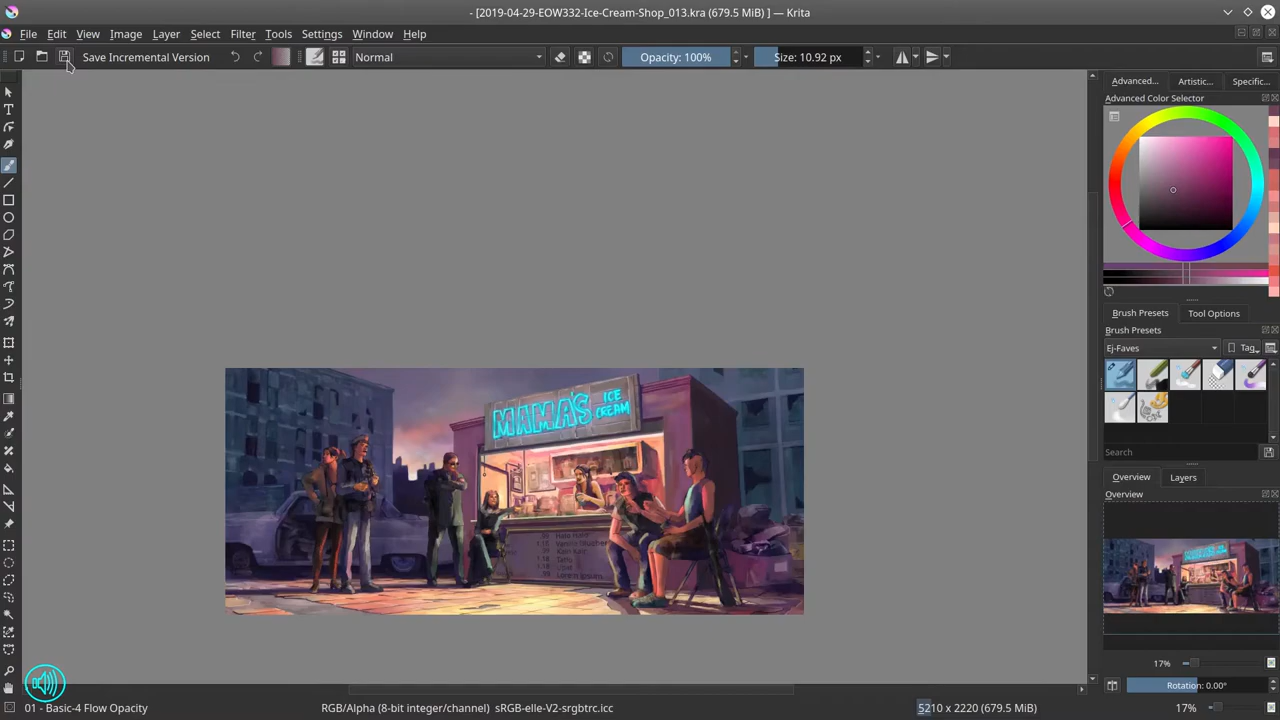 - [2019-04-29-EOW332-Ice-Cream-Shop_013.kra (679.5 MiB) ] — Krita
File Edit View Image Layer Select Filter Tools Settings Window Help
Save Incremental Version Normal Opacity: 100% Size: 10.92 px
Advanced... Artistic... Specific...
Advanced Color Selector
Brush Presets Tool Options
Brush Presets
Ej-Faves Tag
Search
Overview Layers
Overview
MAMA'S ICE
CREAM
17%
Rotation: 0.00°
01 - Basic-4 Flow Opacity RGB/Alpha (8-bit integer/channel) sRGB-elle-V2-srgbtrc.icc 5210 x 2220 (679.5 MiB) 17%